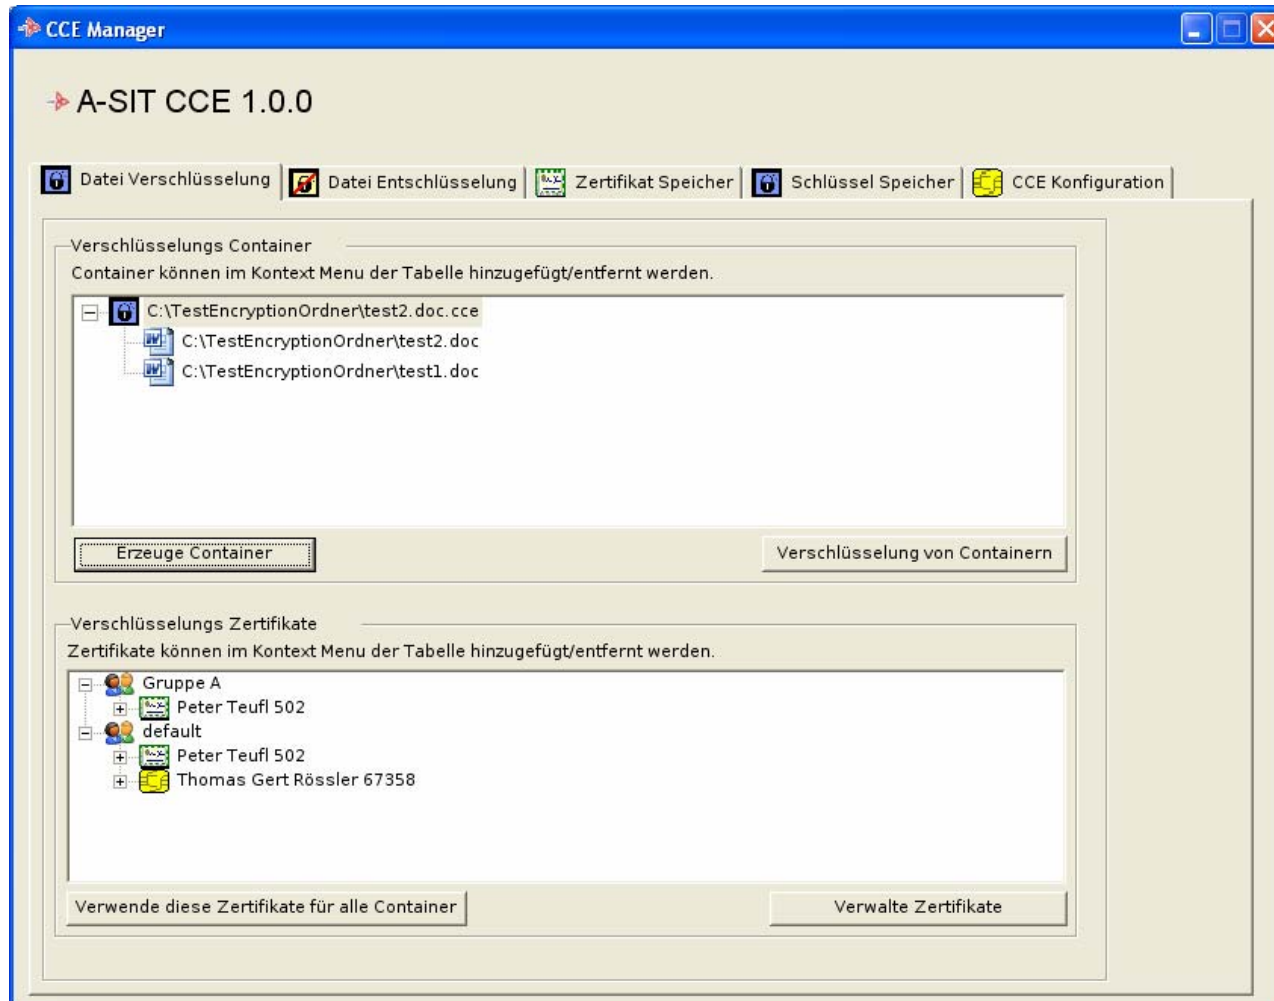 CCE Manager
A-SIT CCE 1.0.0
Datei Verschlüsselung Datei Entschlüsselung Zertifikat Speicher Schlüssel Speicher CCE Konfiguration
Verschlüsselungs Container
Container können im Kontext Menu der Tabelle hinzugefügt/entfernt werden.
C:\TestEncryptionOrdner\test2.doc.cce
C:\TestEncryptionOrdner\test2.doc
C:\TestEncryptionOrdner\test1.doc
Erzeuge Container Verschlüsselung von Containern
Verschlüsselungs Zertifikate
Zertifikate können im Kontext Menu der Tabelle hinzugefügt/entfernt werden.
Gruppe A
Peter Teufl 502
default
Peter Teufl 502
Thomas Gert Rössler 67358
Verwende diese Zertifikate für alle Container Verwalte Zertifikate